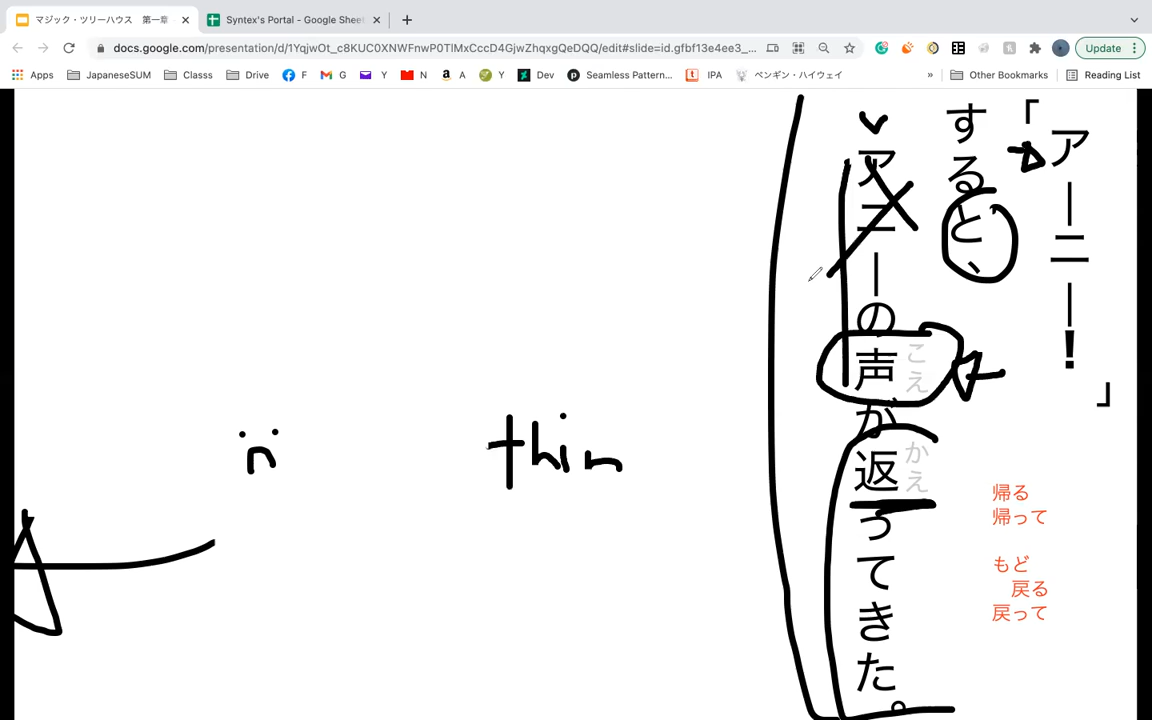 マジック・ツリーハウス 第一章
Syntex's Portal - Google Shee
docs.google.com/presentation/d/1YqjwOt_c8KUC0XNWFnwP0TlMxCccD4GjwZhqxgQeDQQ/edit#slide=id.gfbf13e4ee3_...
Update
Apps
JapaneseSUM
Classs
Drive
F
G
Y
N
A
Y
Dev
Seamless Pattern...
IPA
ペンギン・ハイウェイ
»
Other Bookmarks
Reading List
「アーニー！」
すると、
アニーの声が返ってきた。
こえ
かえ
帰る
帰って
もど
戻る
戻って
thin
n